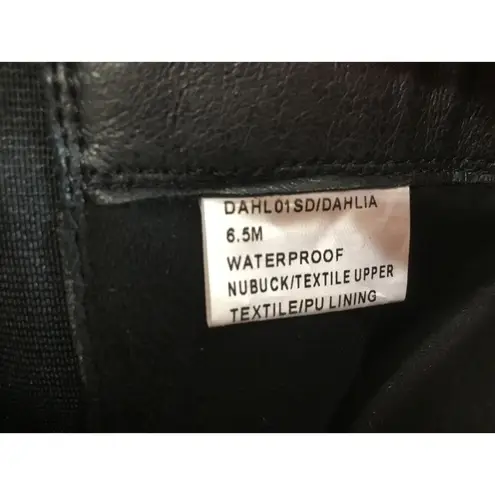 DAHL01SD/DAHLIA
6.5M
WATERPROOF
NUBUCK/TEXTILE UPPER
TEXTILE/PU LINING